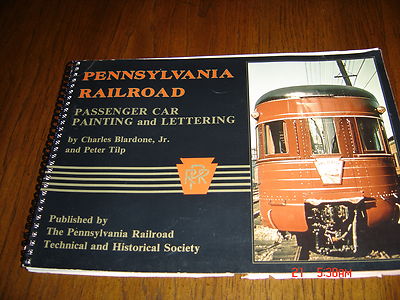 PENNSYLVANIA
RAILROAD
PASSENGER CAR
PAINTING and LETTERING
by Charles Blardone, Jr.
and Peter Tilp
PRR
Published by
The Pennsylvania Railroad
Technical and Historical Society
21 5:30AM